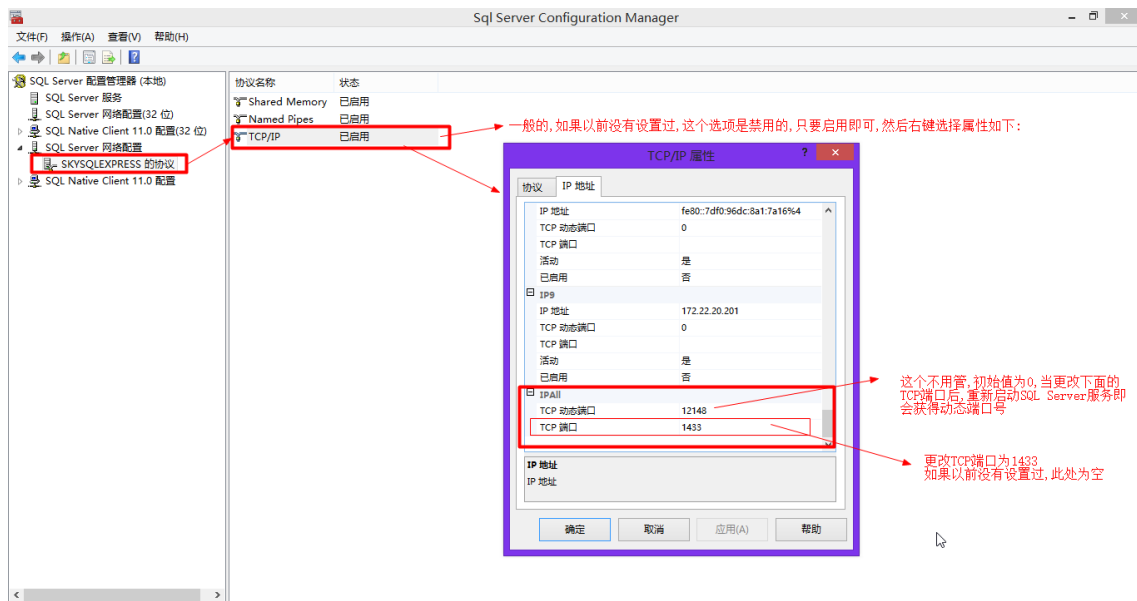 Sql Server Configuration Manager
文件(F) 操作(A) 查看(V) 帮助(H)
SQL Server 配置管理器 (本地)
SQL Server 服务
SQL Server 网络配置(32 位)
SQL Native Client 11.0 配置(32 位)
SQL Server 网络配置
SKYSQLEXPRESS 的协议
SQL Native Client 11.0 配置
协议名称 状态
Shared Memory 已启用
Named Pipes 已启用
TCP/IP 已启用
一般的,如果以前没有设置过,这个选项是禁用的,只要启用即可,然后右键选择属性如下:
TCP/IP 属性
协议 IP 地址
IP 地址 fe80::7df0:96dc:8a1:7a16%4
TCP 动态端口 0
TCP 端口
活动 是
已启用 否
IP9
IP 地址 172.22.20.201
TCP 动态端口 0
TCP 端口
活动 是
已启用 否
IPAll
TCP 动态端口 12148
TCP 端口 1433
IP 地址
IP 地址
确定 取消 应用(A) 帮助
这个不用管,初始值为0,当更改下面的
TCP端口后,重新启动SQL Server服务即
会获得动态端口号
更改TCP端口为1433
如果以前没有设置过,此处为空